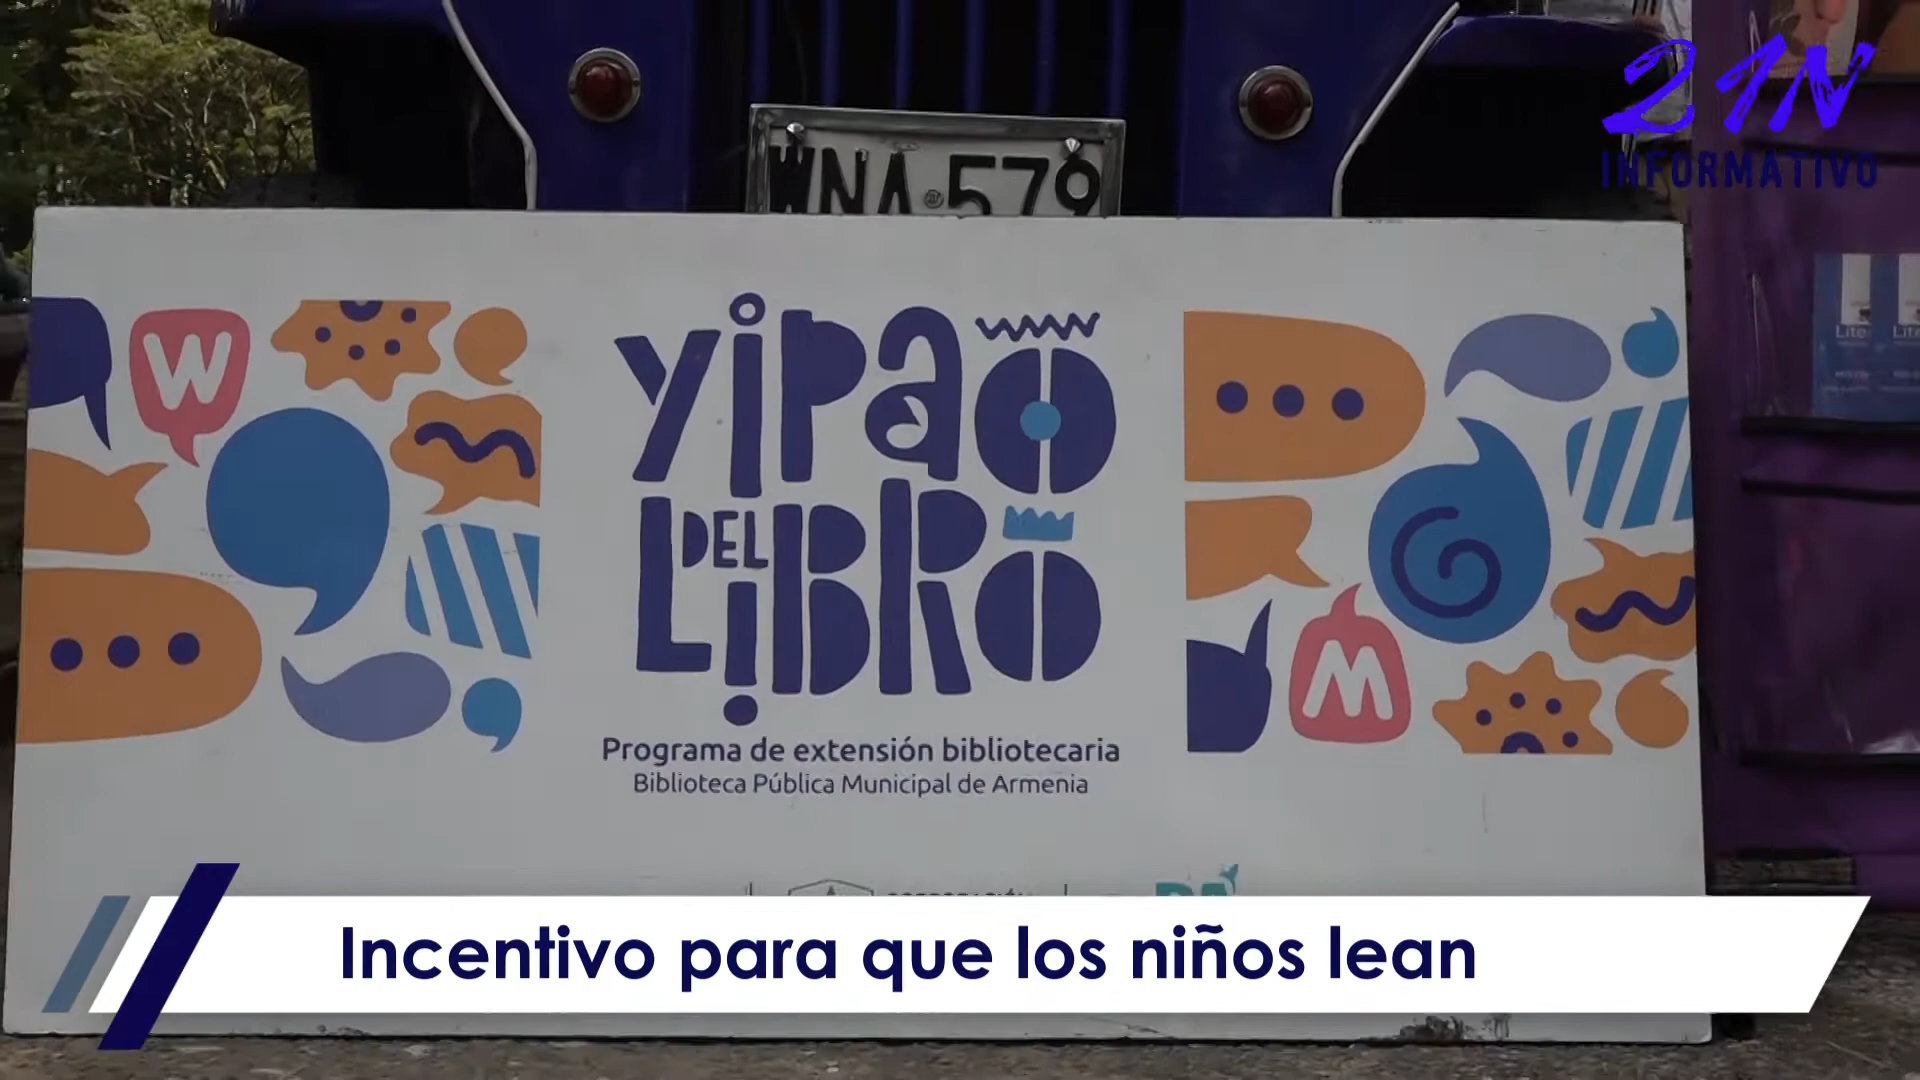 21N
INFORMATIVO
WNA 579
W
YiPaO
DEL
LiBRO
M
Programa de extensión bibliotecaria
Biblioteca Pública Municipal de Armenia
Incentivo para que los niños lean